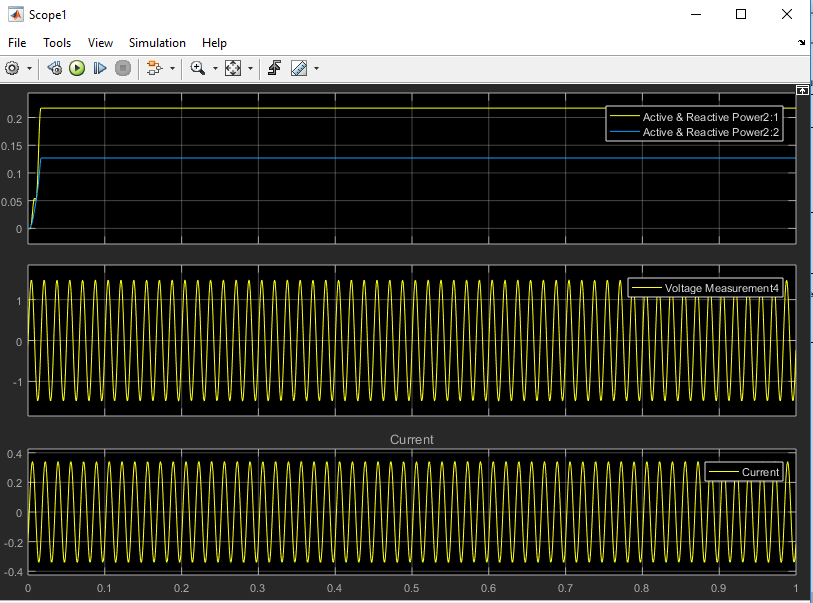 Scope1
File Tools View Simulation Help
0.2
0.15
0.1
0.05
0
Active & Reactive Power2:1
Active & Reactive Power2:2
1
0
-1
Voltage Measurement4
Current
0.4
0.2
0
-0.2
-0.4
Current
0 0.1 0.2 0.3 0.4 0.5 0.6 0.7 0.8 0.9 1